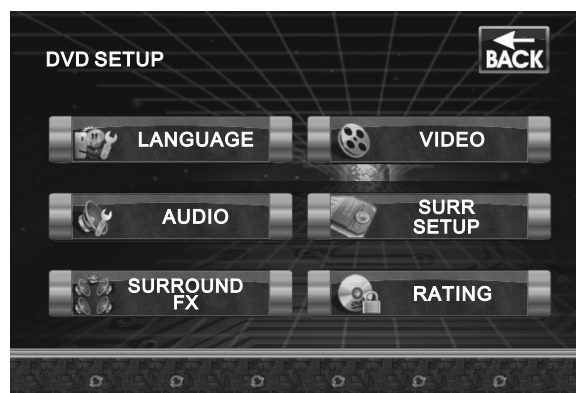 DVD SETUP
BACK
LANGUAGE
VIDEO
AUDIO
SURR
SETUP
SURROUND
FX
RATING